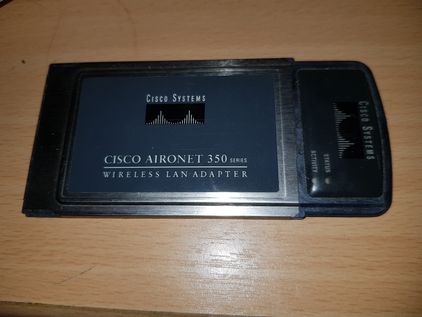 CISCO SYSTEMS
CISCO AIRONET 350 SERIES
WIRELESS LAN ADAPTER
CISCO SYSTEMS
STATUS
ACTIVITY